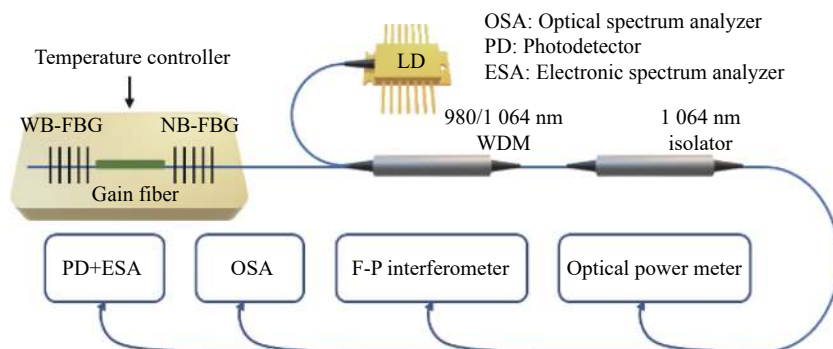 OSA: Optical spectrum analyzer
PD: Photodetector
ESA: Electronic spectrum analyzer
LD
Temperature controller
WB-FBG
NB-FBG
Gain fiber
980/1 064 nm
WDM
1 064 nm
isolator
PD+ESA
OSA
F-P interferometer
Optical power meter